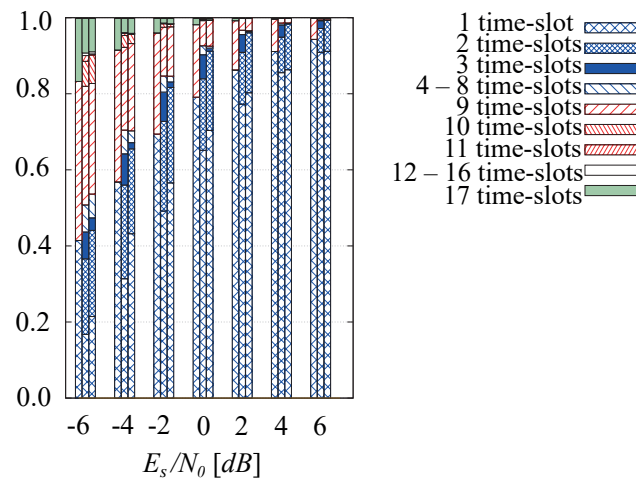 1.0
0.8
0.6
0.4
0.2
0.0
-6 -4 -2 0 2 4 6
E_s/N_0 [dB]
1 time-slot
2 time-slots
3 time-slots
4 – 8 time-slots
9 time-slots
10 time-slots
11 time-slots
12 – 16 time-slots
17 time-slots